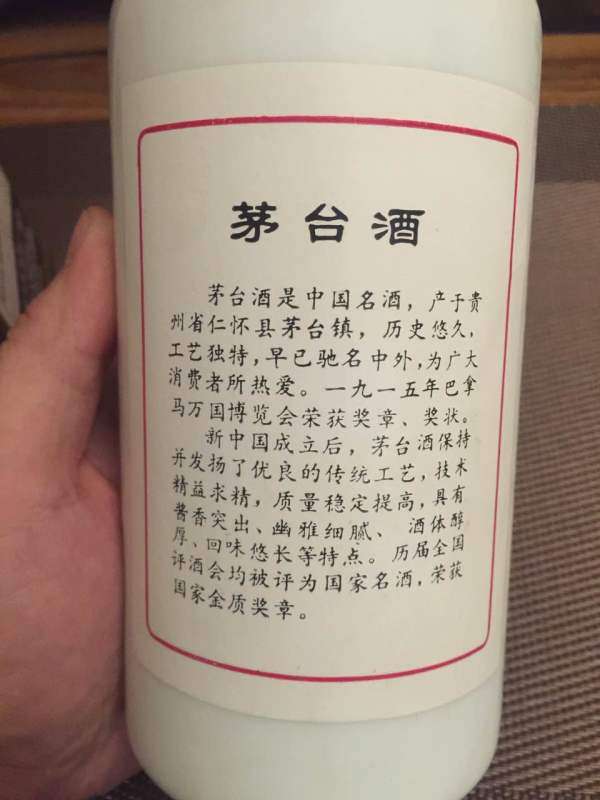 茅台酒
茅台酒是中国名酒，产于贵
州省仁怀县茅台镇，历史悠久，
工艺独特，早已驰名中外，为广大
消费者所热爱。一九一五年巴拿
马万国博览会荣获奖章、奖状。
新中国成立后，茅台酒保持
并发扬了优良的传统工艺，技术
精益求精，质量稳定提高，具有
酱香突出、幽雅细腻、酒体醇
厚、回味悠长等特点。历届全国
评酒会均被评为国家名酒，荣获
国家金质奖章。